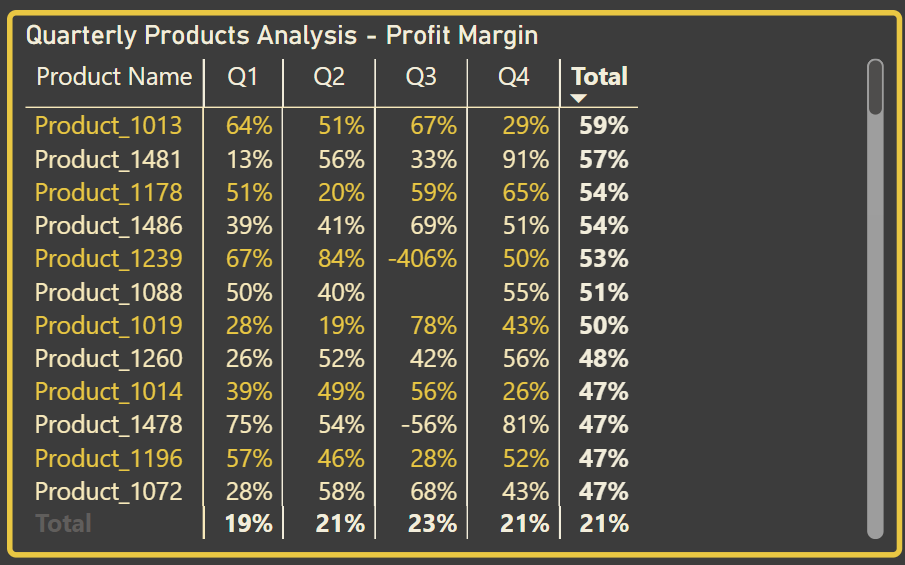 Quarterly Products Analysis - Profit Margin
Product Name Q1 Q2 Q3 Q4 Total
Product_1013 64% 51% 67% 29% 59%
Product_1481 13% 56% 33% 91% 57%
Product_1178 51% 20% 59% 65% 54%
Product_1486 39% 41% 69% 51% 54%
Product_1239 67% 84% -406% 50% 53%
Product_1088 50% 40% 55% 51%
Product_1019 28% 19% 78% 43% 50%
Product_1260 26% 52% 42% 56% 48%
Product_1014 39% 49% 56% 26% 47%
Product_1478 75% 54% -56% 81% 47%
Product_1196 57% 46% 28% 52% 47%
Product_1072 28% 58% 68% 43% 47%
Total 19% 21% 23% 21% 21%